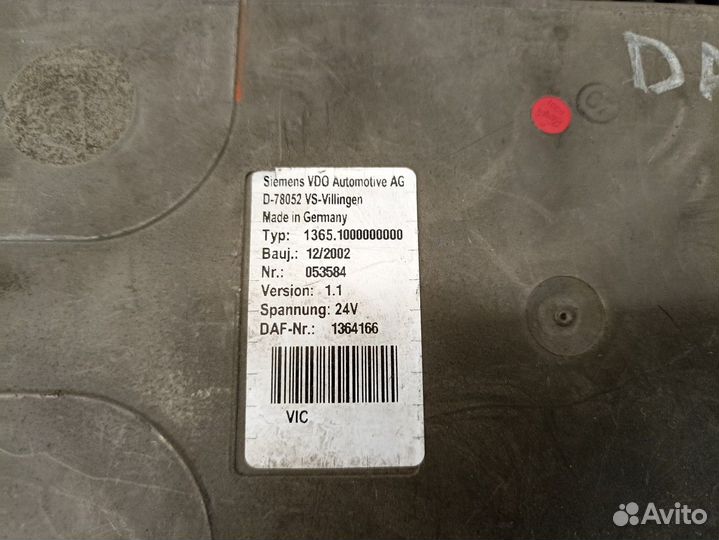 DA
Siemens VDO Automotive AG
D-78052 VS-Villingen
Made in Germany
Typ: 1365.1000000000
Bauj.: 12/2002
Nr.: 053584
Version: 1.1
Spannung: 24V
DAF-Nr.: 1364166
VIC
Avito